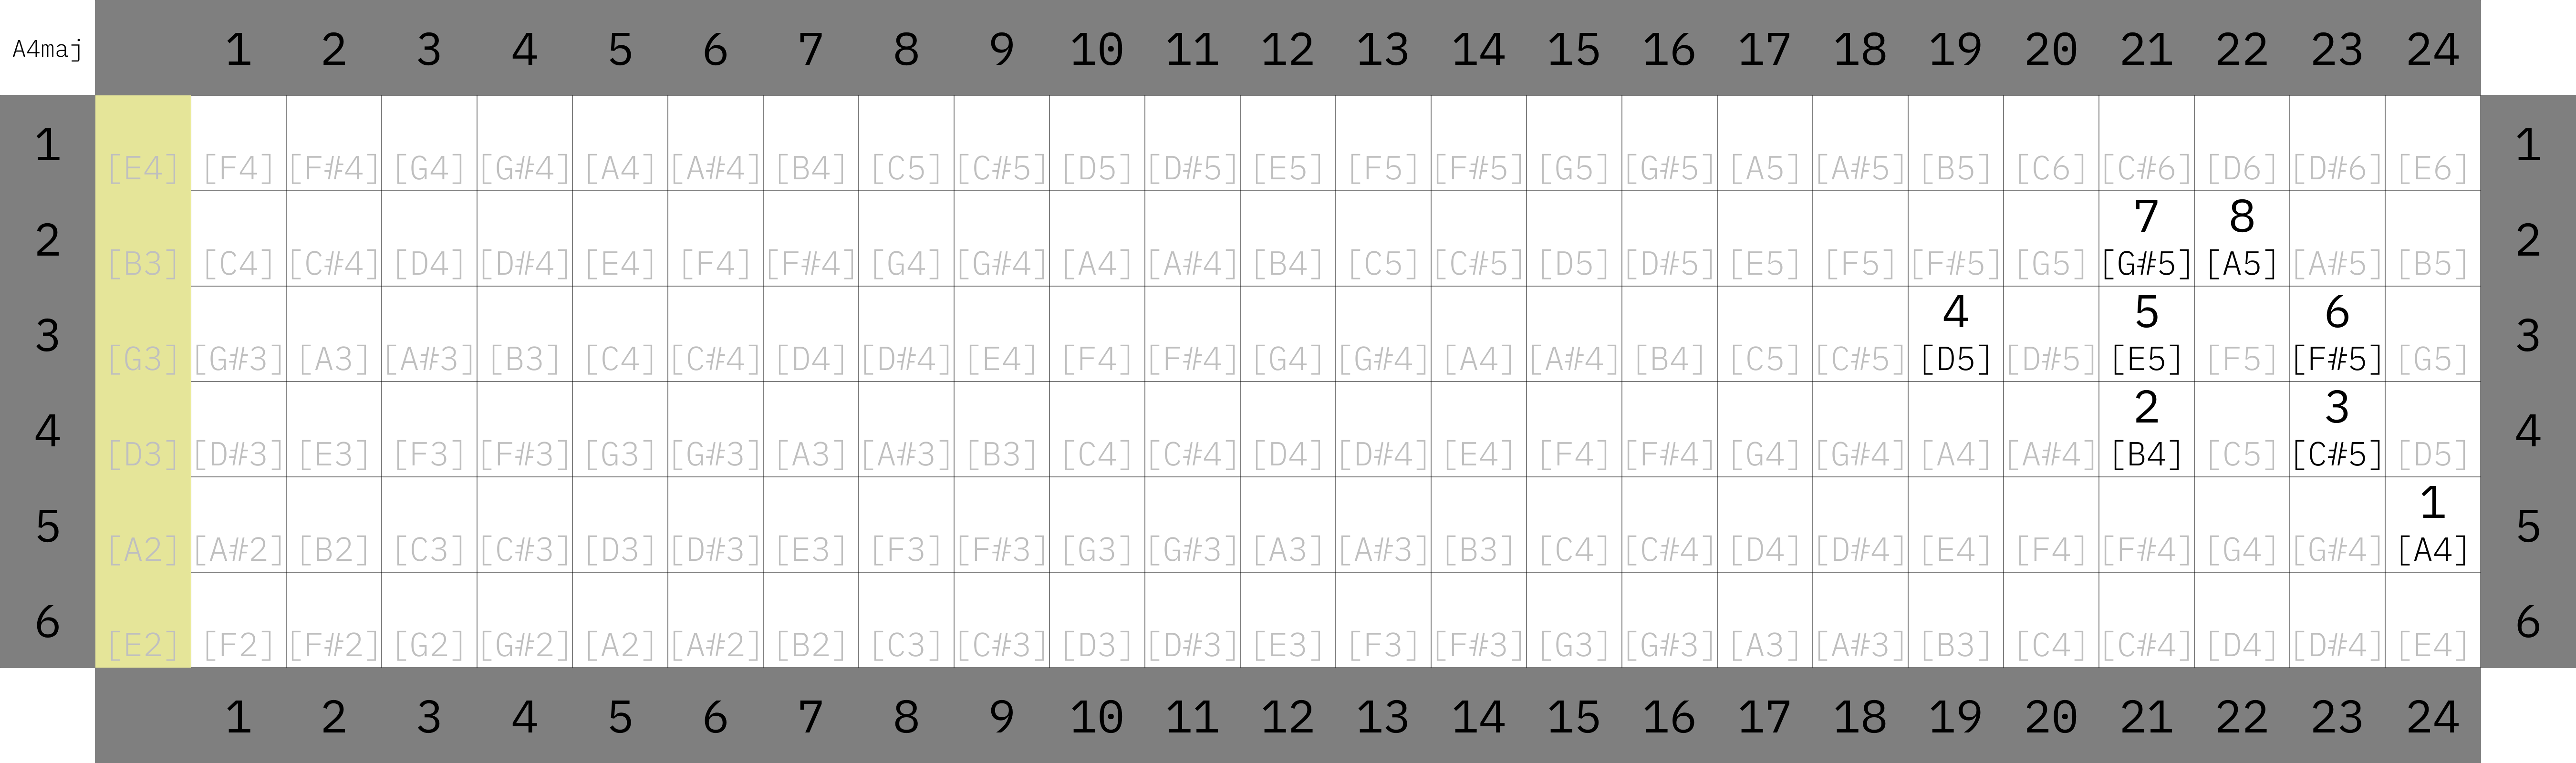 A4maj 1 2 3 4 5 6 7 8 9 10 11 12 13 14 15 16 17 18 19 20 21 22 23 24
1 [E4] [F4] [F#4] [G4] [G#4] [A4] [A#4] [B4] [C5] [C#5] [D5] [D#5] [E5] [F5] [F#5] [G5] [G#5] [A5] [A#5] [B5] [C6] [C#6] [D6] [D#6] [E6] 1
7 8
2 [B3] [C4] [C#4] [D4] [D#4] [E4] [F4] [F#4] [G4] [G#4] [A4] [A#4] [B4] [C5] [C#5] [D5] [D#5] [E5] [F5] [F#5] [G5] [G#5] [A5] [A#5] [B5] 2
4 5 6
3 [G3] [G#3] [A3] [A#3] [B3] [C4] [C#4] [D4] [D#4] [E4] [F4] [F#4] [G4] [G#4] [A4] [A#4] [B4] [C5] [C#5] [D5] [D#5] [E5] [F5] [F#5] [G5] 3
2 3
4 [D3] [D#3] [E3] [F3] [F#3] [G3] [G#3] [A3] [A#3] [B3] [C4] [C#4] [D4] [D#4] [E4] [F4] [F#4] [G4] [G#4] [A4] [A#4] [B4] [C5] [C#5] [D5] 4
1
5 [A2] [A#2] [B2] [C3] [C#3] [D3] [D#3] [E3] [F3] [F#3] [G3] [G#3] [A3] [A#3] [B3] [C4] [C#4] [D4] [D#4] [E4] [F4] [F#4] [G4] [G#4] [A4] 5
6 [E2] [F2] [F#2] [G2] [G#2] [A2] [A#2] [B2] [C3] [C#3] [D3] [D#3] [E3] [F3] [F#3] [G3] [G#3] [A3] [A#3] [B3] [C4] [C#4] [D4] [D#4] [E4] 6
1 2 3 4 5 6 7 8 9 10 11 12 13 14 15 16 17 18 19 20 21 22 23 24